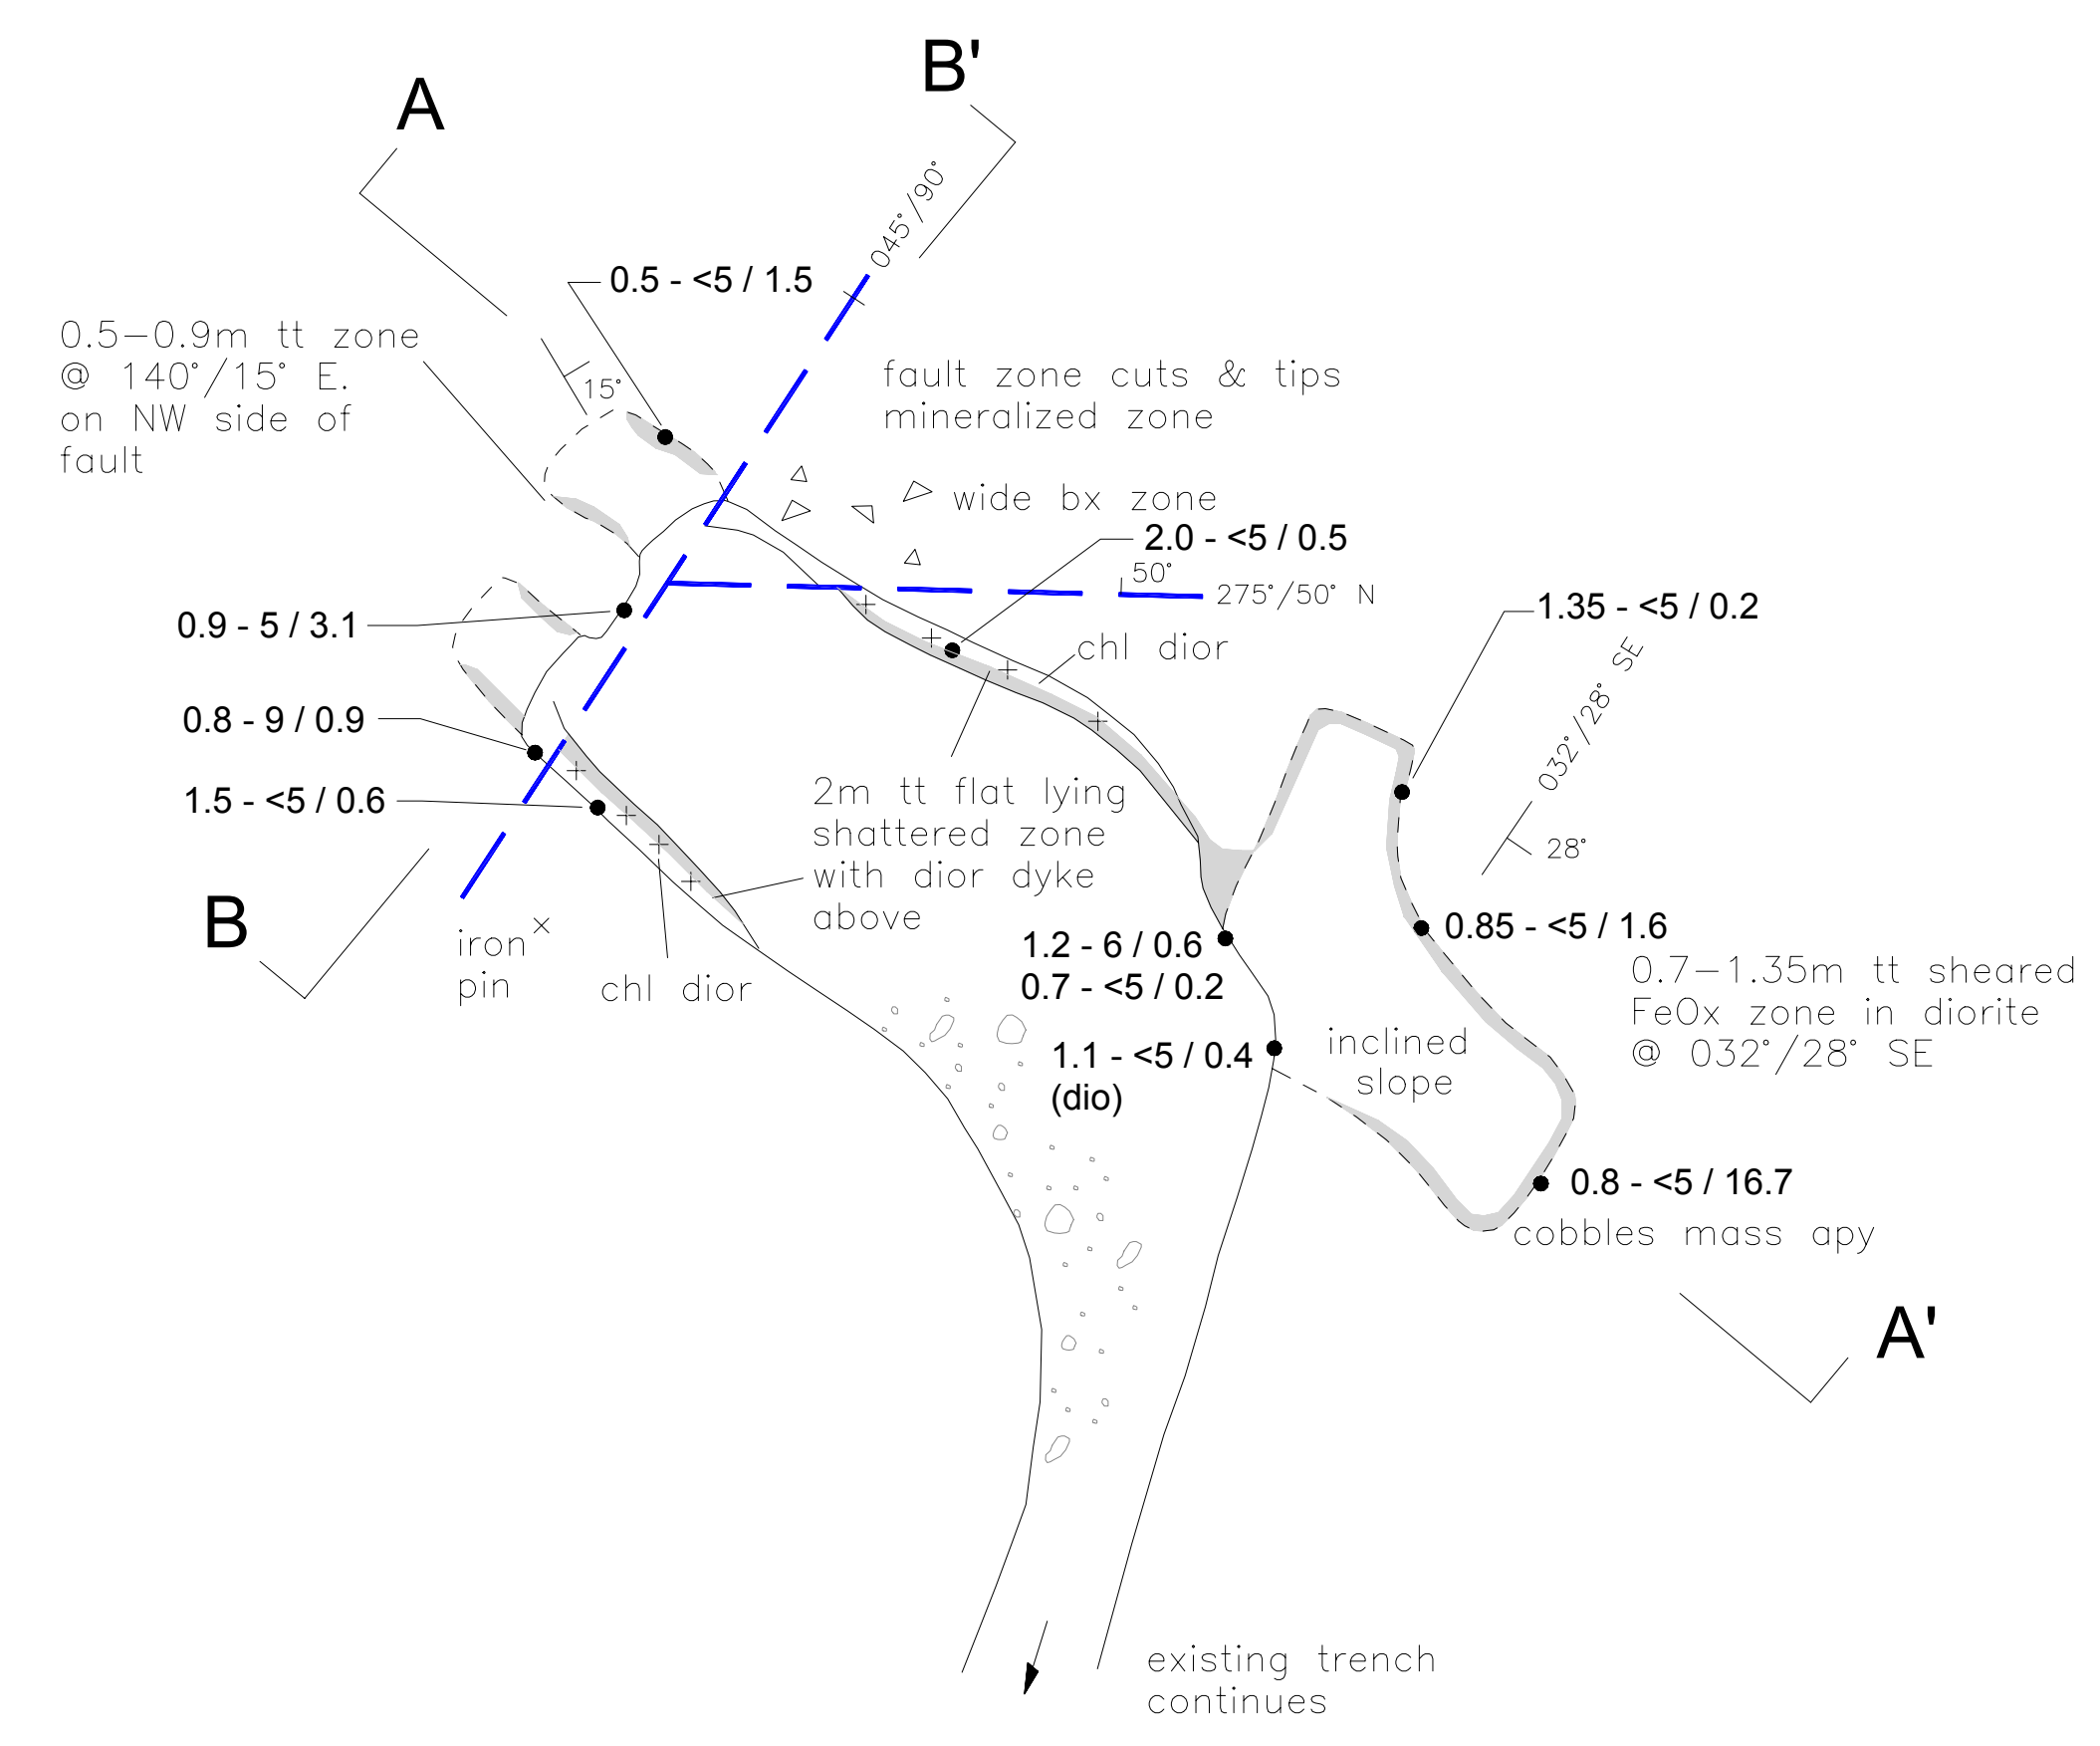 B'
A
045°/90°
0.5 - <5 / 1.5
0.5-0.9m tt zone
@ 140°/15° E.
on NW side of
fault
15°
fault zone cuts & tips
mineralized zone
wide bx zone
2.0 - <5 / 0.5
50°
275°/50° N
0.9 - 5 / 3.1
1.35 - <5 / 0.2
chl dior
032°/28° SE
0.8 - 9 / 0.9
1.5 - <5 / 0.6
2m tt flat lying
shattered zone
with dior dyke
above
28°
B
iron
pin
chl dior
1.2 - 6 / 0.6
0.7 - <5 / 0.2
0.85 - <5 / 1.6
0.7-1.35m tt sheared
FeOx zone in diorite
@ 032°/28° SE
1.1 - <5 / 0.4
(dio)
inclined
slope
0.8 - <5 / 16.7
cobbles mass apy
A'
existing trench
continues